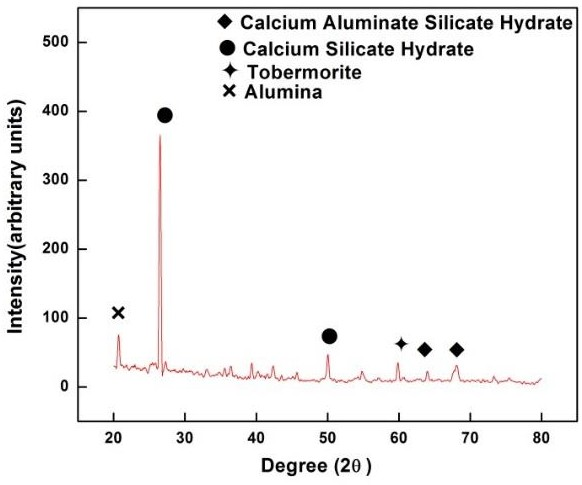 Calcium Aluminate Silicate Hydrate
Calcium Silicate Hydrate
Tobermorite
Alumina
Intensity(arbitrary units)
500
400
300
200
100
0
20 30 40 50 60 70 80
Degree (2θ)